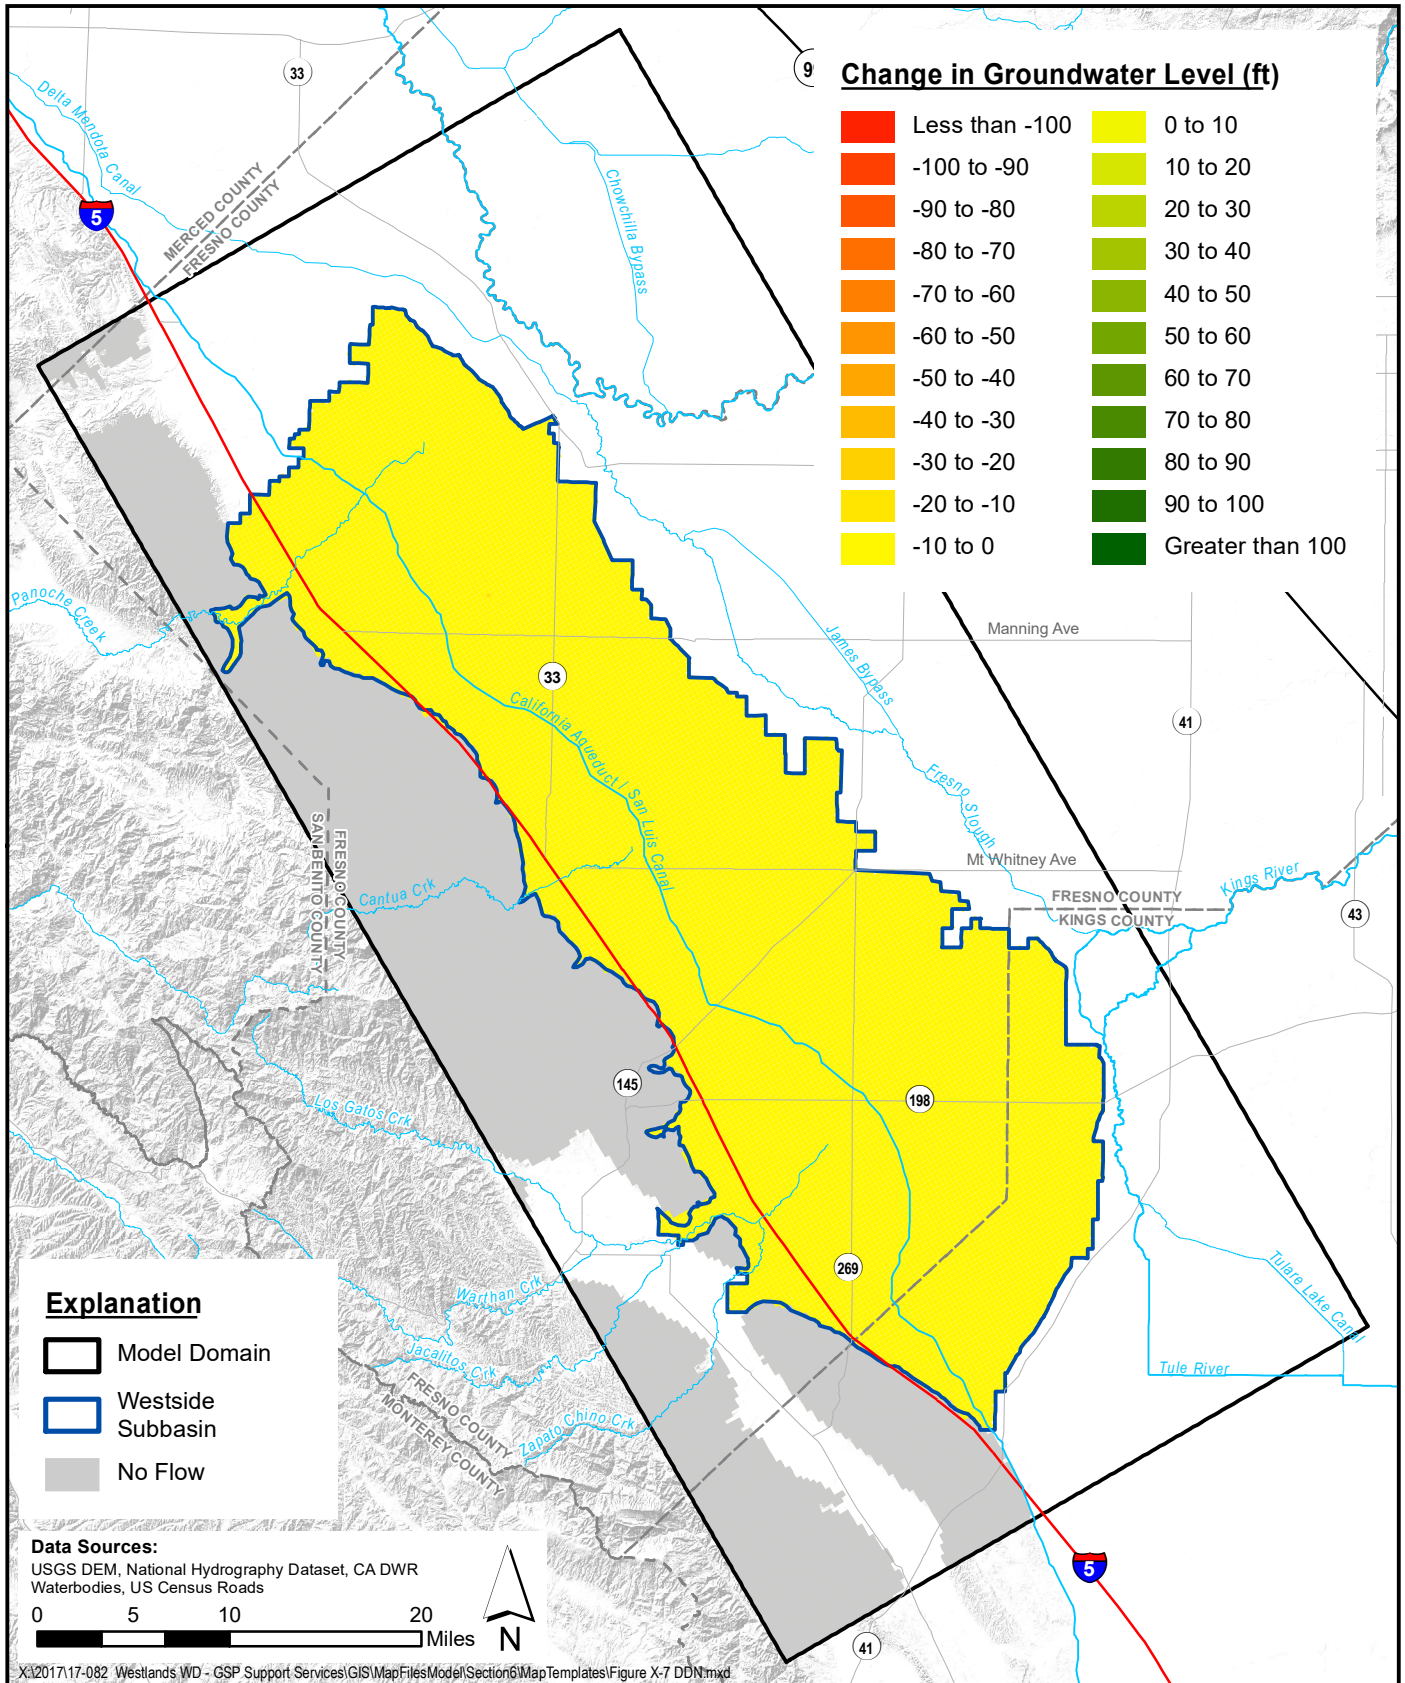 Change in Groundwater Level (ft)
Less than -100
-100 to -90
-90 to -80
-80 to -70
-70 to -60
-60 to -50
-50 to -40
-40 to -30
-30 to -20
-20 to -10
-10 to 0
0 to 10
10 to 20
20 to 30
30 to 40
40 to 50
50 to 60
60 to 70
70 to 80
80 to 90
90 to 100
Greater than 100
33
9
Delta Mendota Canal
5
MERCED COUNTY
FRESNO COUNTY
Chowchilla Bypass
Panoche Creek
James Bypass
Manning Ave
33
41
California Aqueduct / San Luis Canal
Fresno Slough
SAN BENITO COUNTY
FRESNO COUNTY
Cantua Crk
Mt Whitney Ave
Kings River
FRESNO COUNTY
KINGS COUNTY
43
145
198
Los Gatos Crk
269
Warthan Crk
Jacalitos Crk
Tulare Lake Canal
Tule River
FRESNO COUNTY
MONTEREY COUNTY
Zapato Chino Crk
5
41
Explanation
Model Domain
Westside
Subbasin
No Flow
Data Sources:
USGS DEM, National Hydrography Dataset, CA DWR
Waterbodies, US Census Roads
0 5 10 20
Miles
N
X:\2017\17-082 Westlands WD - GSP Support Services\GIS\MapFilesModel\Section6\MapTemplates\Figure X-7 DDN.mxd